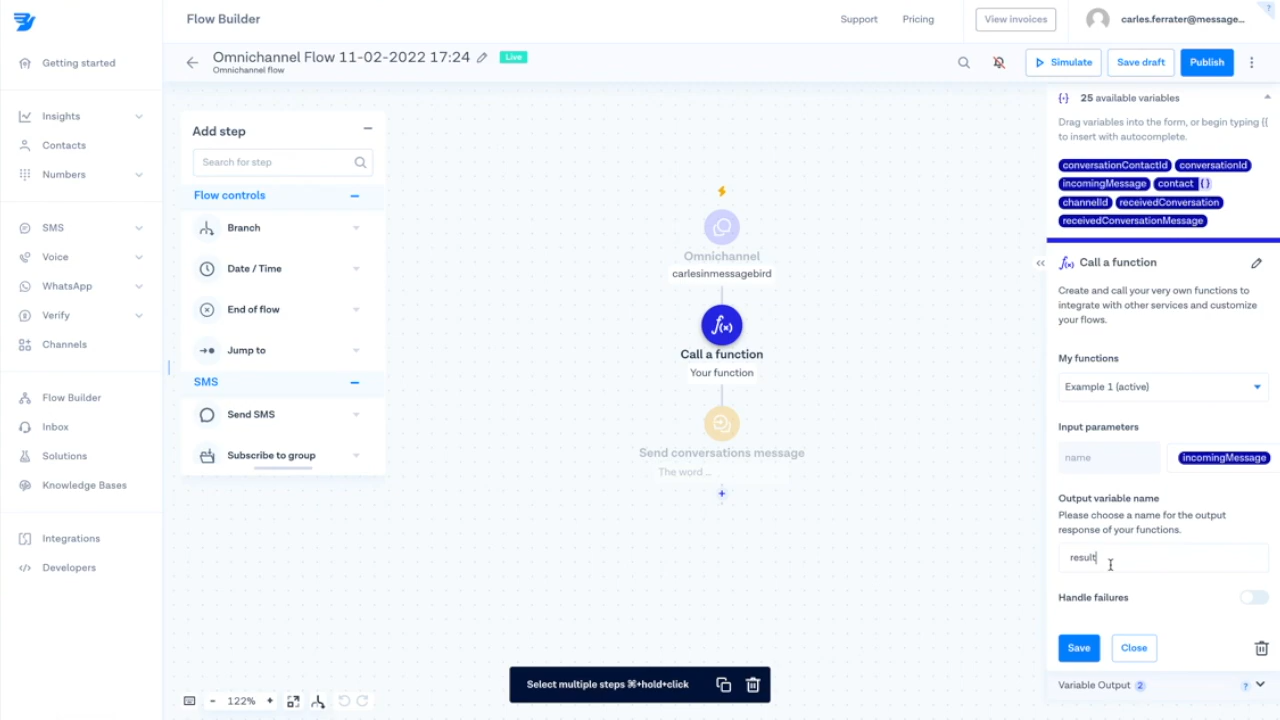 Flow Builder
Support
Pricing
View invoices
carles.ferrater@message...
?
Getting started
Omnichannel Flow 11-02-2022 17:24
Live
Omnichannel flow
Simulate
Save draft
Publish
Insights
Contacts
Numbers
SMS
Voice
WhatsApp
Verify
Channels
Flow Builder
Inbox
Solutions
Knowledge Bases
Integrations
Developers
Add step
Search for step
Flow controls
Branch
Date / Time
End of flow
Jump to
SMS
Send SMS
Subscribe to group
Omnichannel
carlesinmessagebird
f(x)
Call a function
Your function
Send conversations message
The word ...
+
25 available variables
Drag variables into the form, or begin typing {{
to insert with autocomplete.
conversationContactId conversationId
incomingMessage contact {}
channelId receivedConversation
receivedConversationMessage
f(x) Call a function
Create and call your very own functions to
integrate with other services and customize
your flows.
My functions
Example 1 (active)
Input parameters
name
incomingMessage
Output variable name
Please choose a name for the output
response of your functions.
result
Handle failures
Save
Close
Variable Output 2
?
- 122% +
Select multiple steps ⌘+hold+click